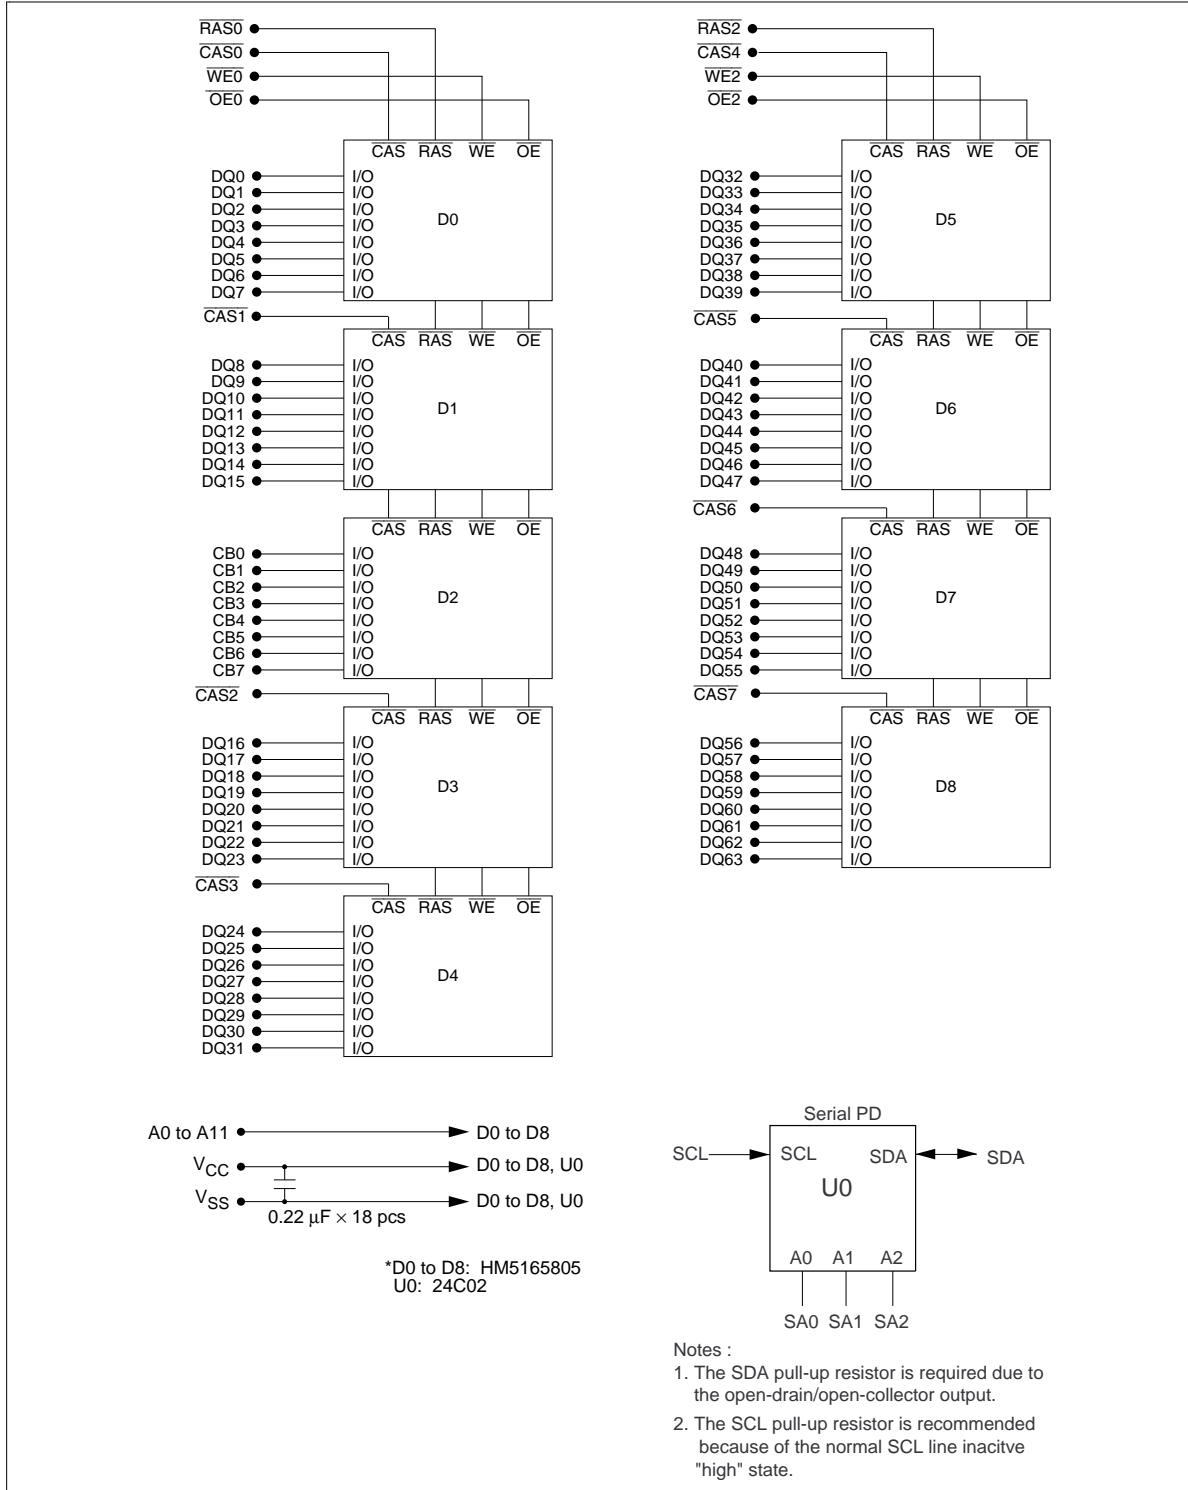 RAS0
CAS0
WE0
OE0
CAS RAS WE OE
DQ0 I/O
DQ1 I/O
DQ2 I/O
DQ3 I/O
DQ4 I/O
DQ5 I/O
DQ6 I/O
DQ7 I/O
D0
CAS1
CAS RAS WE OE
DQ8 I/O
DQ9 I/O
DQ10 I/O
DQ11 I/O
DQ12 I/O
DQ13 I/O
DQ14 I/O
DQ15 I/O
D1
CAS RAS WE OE
CB0 I/O
CB1 I/O
CB2 I/O
CB3 I/O
CB4 I/O
CB5 I/O
CB6 I/O
CB7 I/O
D2
CAS2
CAS RAS WE OE
DQ16 I/O
DQ17 I/O
DQ18 I/O
DQ19 I/O
DQ20 I/O
DQ21 I/O
DQ22 I/O
DQ23 I/O
D3
CAS3
CAS RAS WE OE
DQ24 I/O
DQ25 I/O
DQ26 I/O
DQ27 I/O
DQ28 I/O
DQ29 I/O
DQ30 I/O
DQ31 I/O
D4
RAS2
CAS4
WE2
OE2
CAS RAS WE OE
DQ32 I/O
DQ33 I/O
DQ34 I/O
DQ35 I/O
DQ36 I/O
DQ37 I/O
DQ38 I/O
DQ39 I/O
D5
CAS5
CAS RAS WE OE
DQ40 I/O
DQ41 I/O
DQ42 I/O
DQ43 I/O
DQ44 I/O
DQ45 I/O
DQ46 I/O
DQ47 I/O
D6
CAS6
CAS RAS WE OE
DQ48 I/O
DQ49 I/O
DQ50 I/O
DQ51 I/O
DQ52 I/O
DQ53 I/O
DQ54 I/O
DQ55 I/O
D7
CAS7
CAS RAS WE OE
DQ56 I/O
DQ57 I/O
DQ58 I/O
DQ59 I/O
DQ60 I/O
DQ61 I/O
DQ62 I/O
DQ63 I/O
D8
A0 to A11 D0 to D8
VCC D0 to D8, U0
VSS D0 to D8, U0
0.22 µF × 18 pcs
*D0 to D8: HM5165805
U0: 24C02
Serial PD
SCL SCL SDA SDA
U0
A0 A1 A2
SA0 SA1 SA2
Notes :
1. The SDA pull-up resistor is required due to
the open-drain/open-collector output.
2. The SCL pull-up resistor is recommended
because of the normal SCL line inacitve
"high" state.